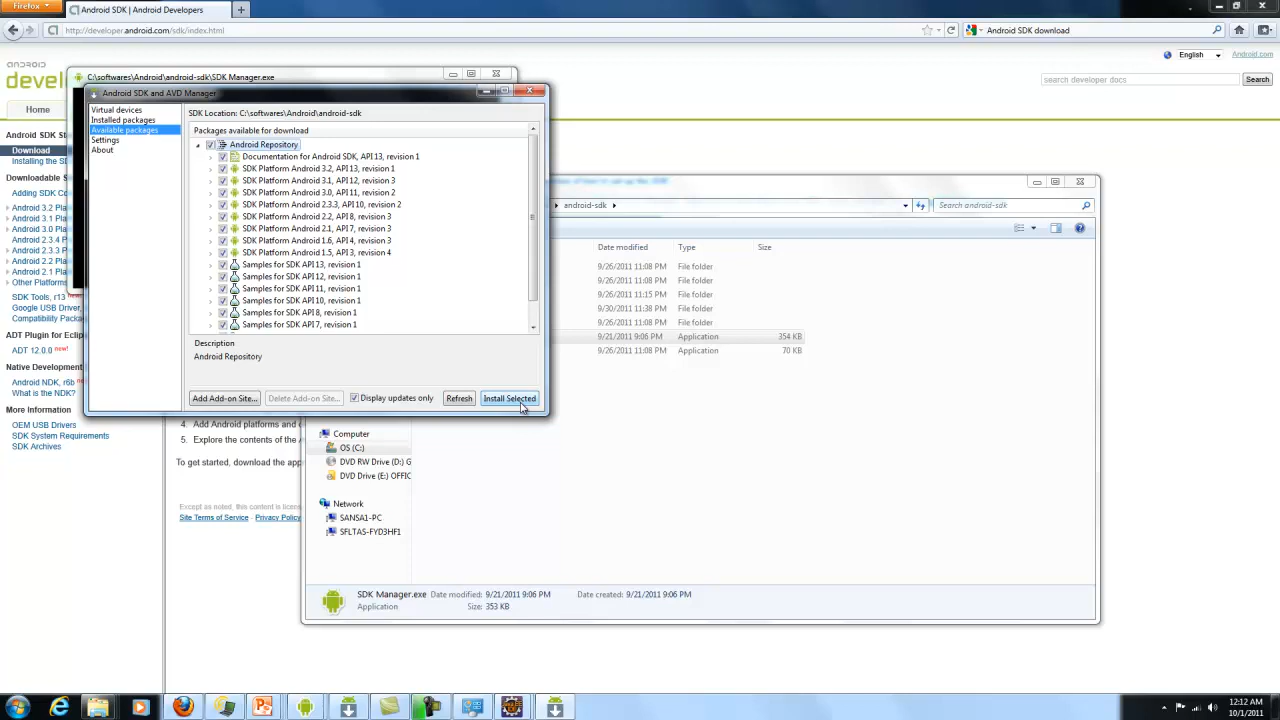 Firefox
Android SDK | Android Developers
http://developer.android.com/sdk/index.html
Android SDK download
android
English
Android.com
search developer docs
Search
Home
Android SDK
Download
Installing the
Downloadable
Adding SDK
Android 3.2
Android 3.1
Android 3.0
Android 2.3.4
Android 2.3.3
Android 2.2
Android 2.1
Other Platforms
SDK Tools, r13 new!
Google USB Driver,
Compatibility
ADT Plugin for
ADT 12.0.0 new!
Native
Android NDK, r6b new!
What is the NDK?
More Information
OEM USB Drivers
SDK System Requirements
SDK Archives
C:\softwares\Android\android-sdk\SDK Manager.exe
Android SDK and AVD Manager
Virtual devices
Installed packages
Available packages
Settings
About
SDK Location: C:\softwares\Android\android-sdk
Packages available for download
Android Repository
Documentation for Android SDK, API 13, revision 1
SDK Platform Android 3.2, API 13, revision 1
SDK Platform Android 3.1, API 12, revision 3
SDK Platform Android 3.0, API 11, revision 2
SDK Platform Android 2.3.3, API 10, revision 2
SDK Platform Android 2.2, API 8, revision 3
SDK Platform Android 2.1, API 7, revision 3
SDK Platform Android 1.6, API 4, revision 3
SDK Platform Android 1.5, API 3, revision 4
Samples for SDK API 13, revision 1
Samples for SDK API 12, revision 1
Samples for SDK API 11, revision 1
Samples for SDK API 10, revision 1
Samples for SDK API 8, revision 1
Samples for SDK API 7, revision 1
Description
Android Repository
Add Add-on Site...
Delete Add-on Site...
Display updates only
Refresh
Install Selected
4. Add Android platforms and
5. Explore the contents of the
To get started, download the
Except as noted, this content is
Site Terms of Service - Privacy Policy
android-sdk
Search android-sdk
Date modified Type Size
9/26/2011 11:08 PM File folder
9/26/2011 11:08 PM File folder
9/26/2011 11:15 PM File folder
9/30/2011 11:38 PM File folder
9/26/2011 11:08 PM File folder
9/21/2011 9:06 PM Application 354 KB
9/26/2011 11:08 PM Application 70 KB
Computer
OS (C:)
DVD RW Drive (D:) G
DVD Drive (E:) OFFIC
Network
SANSA1-PC
SFLTAS-FYD3HF1
SDK Manager.exe Date modified: 9/21/2011 9:06 PM Date created: 9/21/2011 9:06 PM
Application Size: 353 KB
12:12 AM
10/1/2011